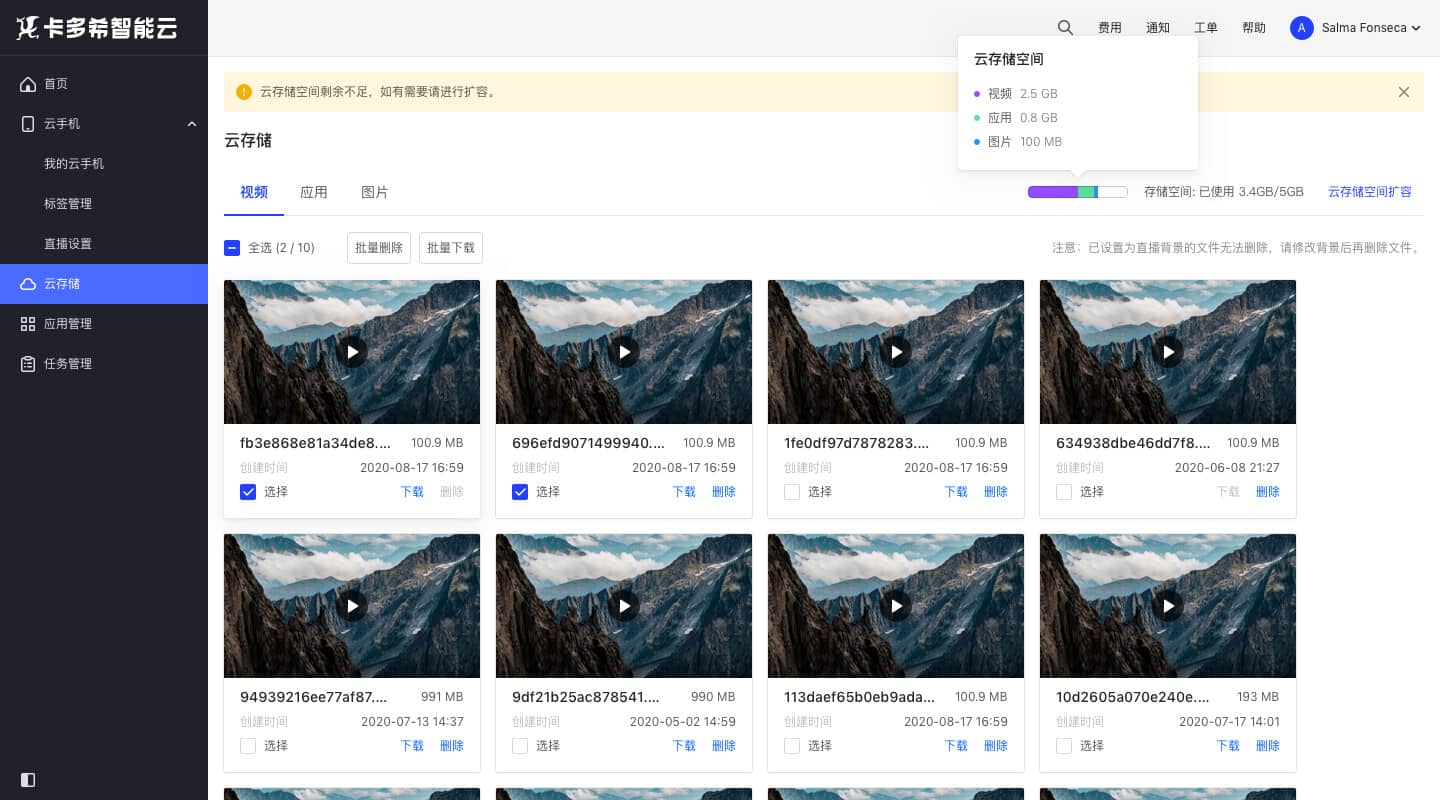 卡多希智能云
费用
通知
工单
帮助
A
Salma Fonseca
首页
云手机
我的云手机
标签管理
直播设置
云存储
应用管理
任务管理
云存储空间剩余不足，如有需要请进行扩容。
云存储空间
视频 2.5 GB
应用 0.8 GB
图片 100 MB
云存储
视频
应用
图片
存储空间: 已使用 3.4GB/5GB
云存储空间扩容
全选 (2 / 10)
批量删除
批量下载
注意：已设置为直播背景的文件无法删除，请修改背景后再删除文件。
fb3e868e81a34de8.... 100.9 MB
创建时间 2020-08-17 16:59
选择 下载 删除
696efd9071499940.... 100.9 MB
创建时间 2020-08-17 16:59
选择 下载 删除
1fe0df97d7878283.... 100.9 MB
创建时间 2020-08-17 16:59
选择 下载 删除
634938dbe46dd7f8.... 100.9 MB
创建时间 2020-06-08 21:27
选择 下载 删除
94939216ee77af87.... 991 MB
创建时间 2020-07-13 14:37
选择 下载 删除
9df21b25ac878541.... 990 MB
创建时间 2020-05-02 14:59
选择 下载 删除
113daef65b0eb9ada... 100.9 MB
创建时间 2020-08-17 16:59
选择 下载 删除
10d2605a070e240e.... 193 MB
创建时间 2020-07-17 14:01
选择 下载 删除